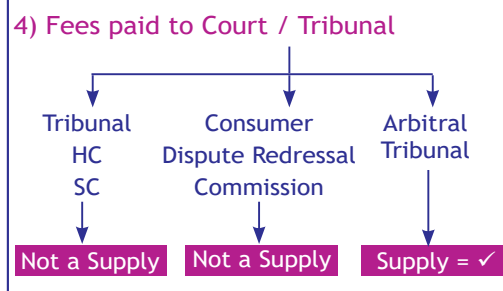 4) Fees paid to Court / Tribunal
Tribunal
HC
SC
Consumer
Dispute Redressal
Commission
Arbitral
Tribunal
Not a Supply
Not a Supply
Supply = ✓